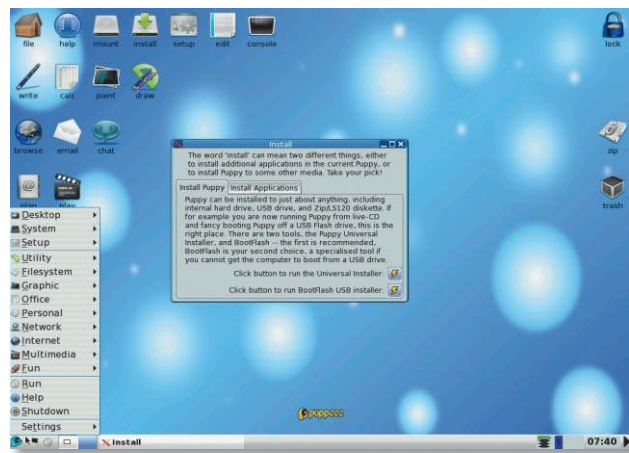 file help mount install setup edit console lock
write calc paint draw
browse email chat zip
plan play trash
Install
The word 'install' can mean two different things, either
to install additional applications in the current Puppy, or
to install Puppy to some other media. Take your pick!
Install Puppy Install Applications
Puppy can be installed to just about anything, including
internal hard drive, USB drive, and Zip/LS120 diskette. If
for example you are now running Puppy from live-CD
and fancy booting Puppy off a USB Flash drive, this is the
right place. There are two tools, the Puppy Universal
Installer, and BootFlash -- the first is recommended,
BootFlash is your second choice, a specialised tool if
you cannot get the computer to boot from a USB drive.
Click button to run the Universal Installer:
Click button to run BootFlash USB installer:
Desktop
System
Setup
Utility
Filesystem
Graphic
Office
Personal
Network
Internet
Multimedia
Fun
Run
Help
Shutdown
Settings
puppeee
Install
07:40